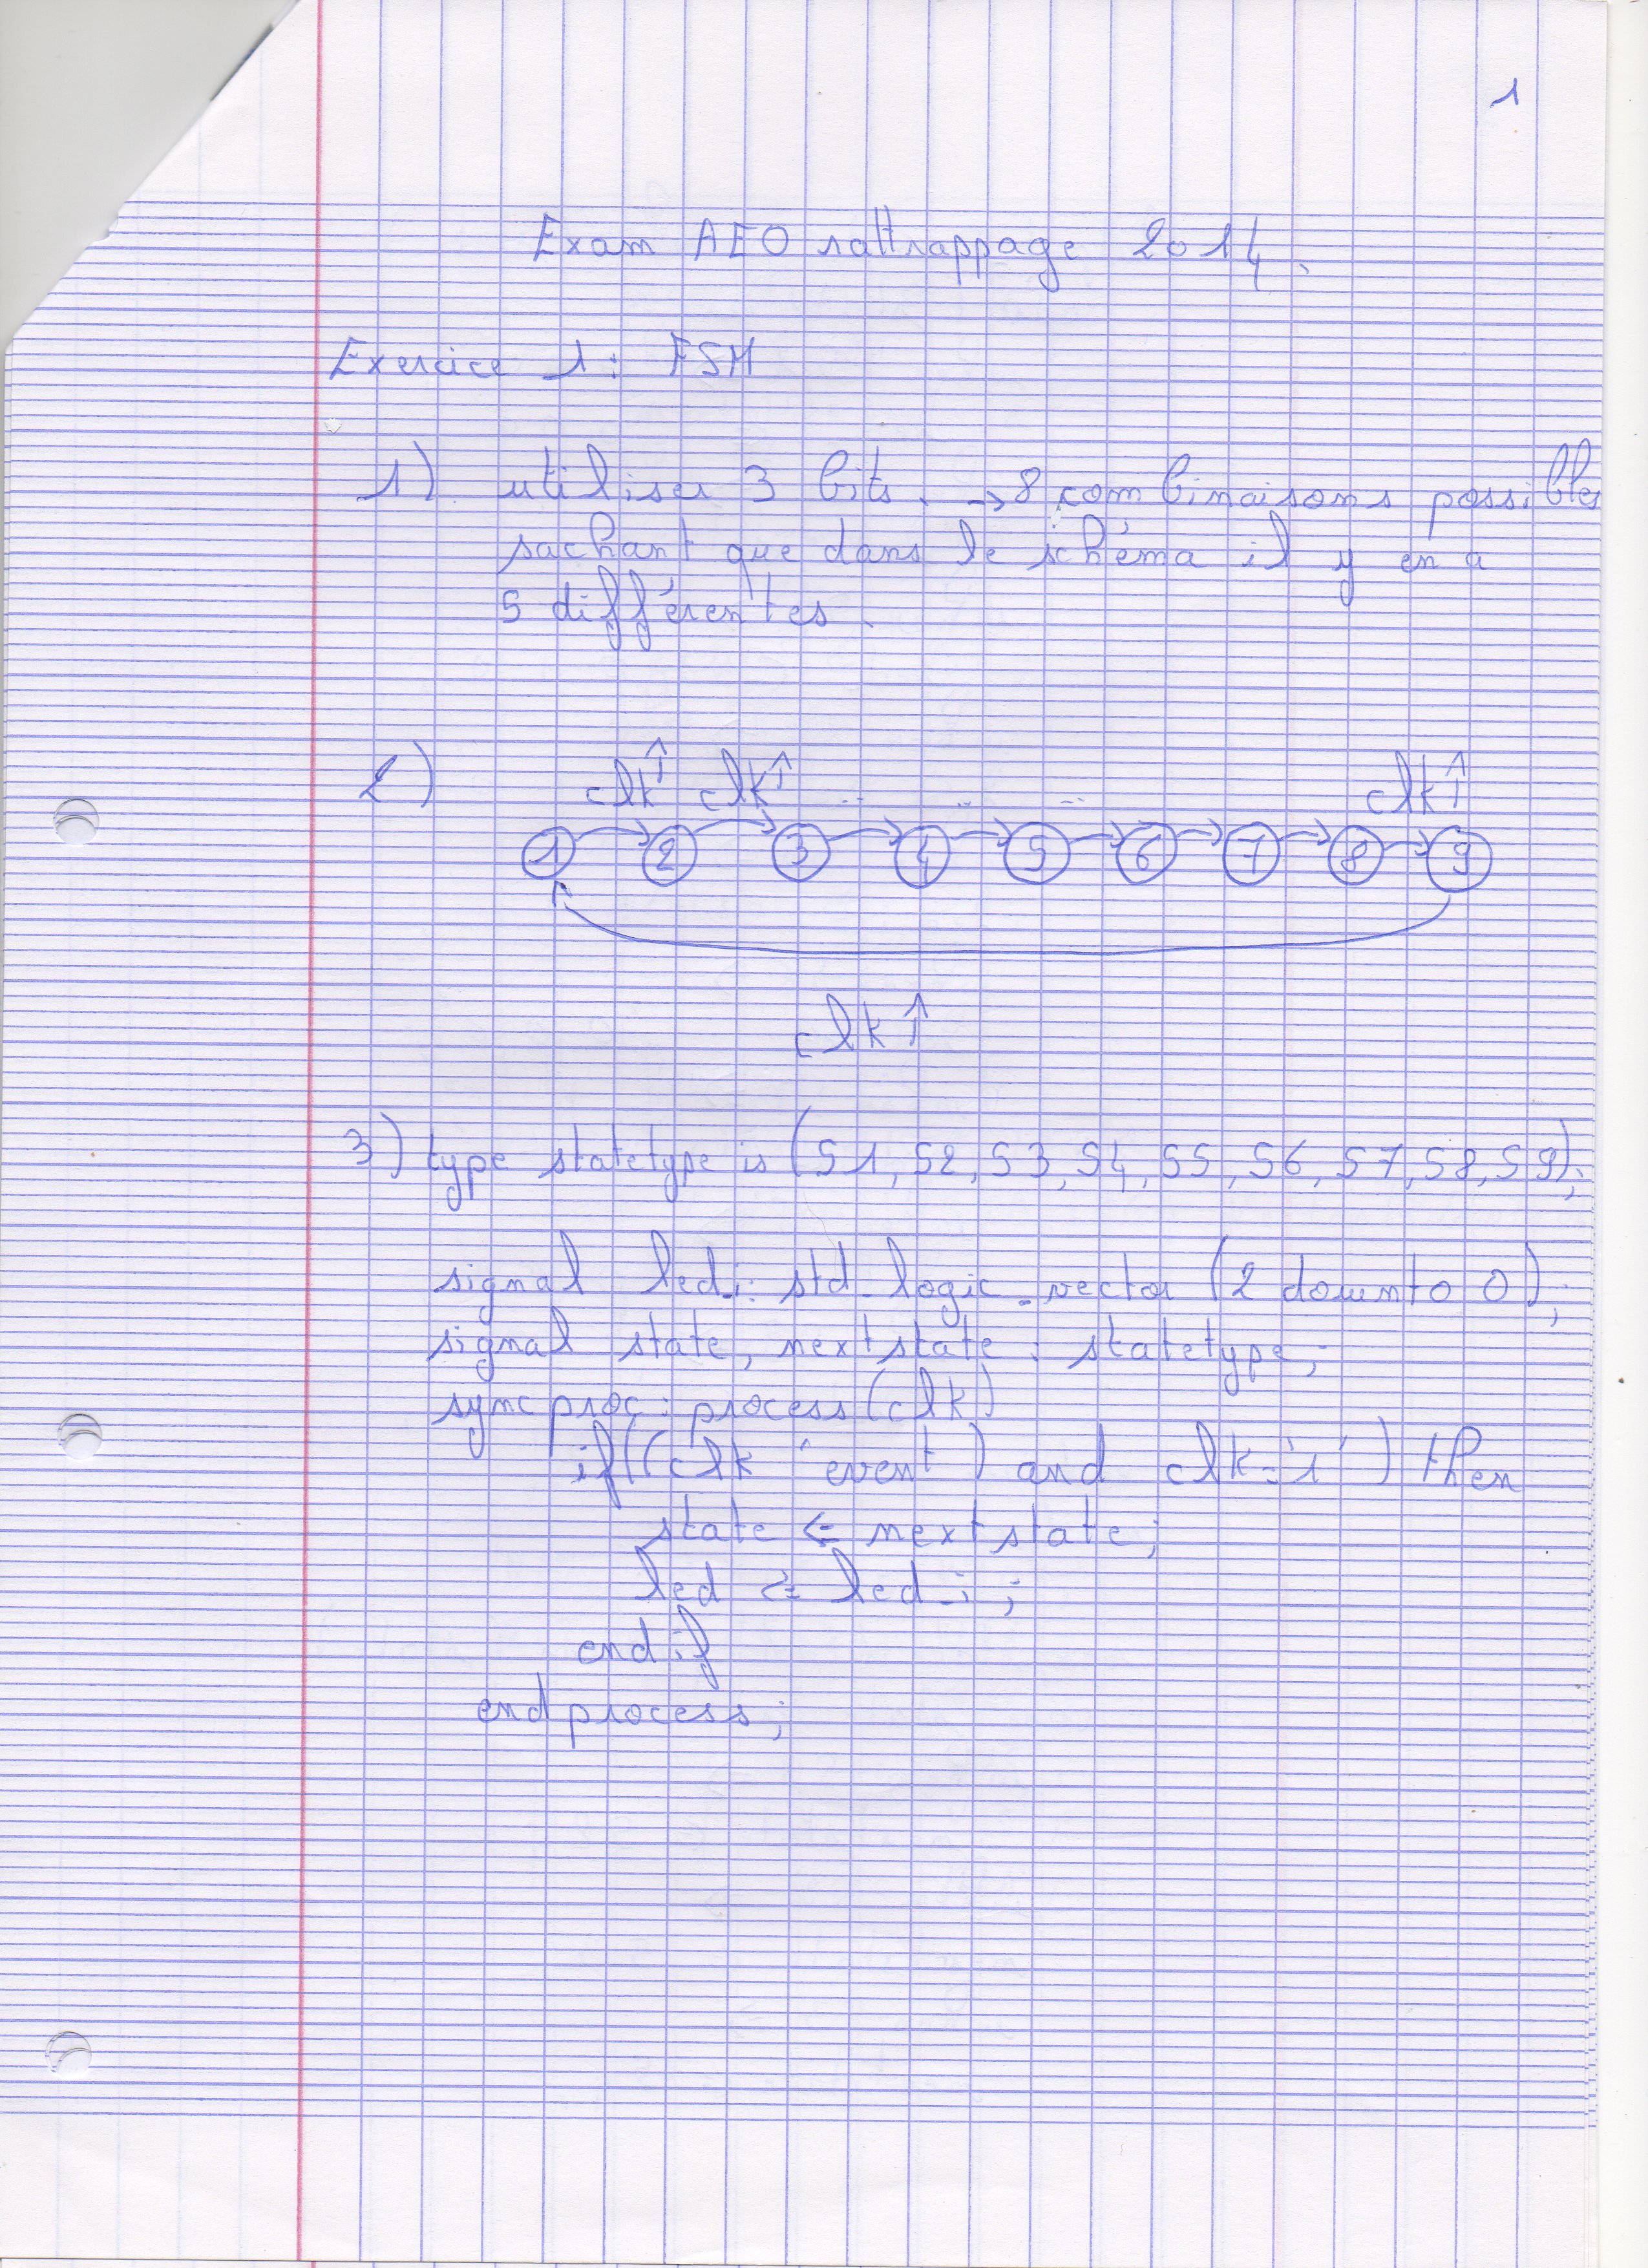 1
Exam AEO rattrappage 2014.
Exercice 1 : FSM
1) utiliser 3 bits. → 8 combinaisons possibles
sachant que dans le schéma il y en a
5 différentes.
2) clk↑ clk↑ .. .. .. clk↑
1 2 3 4 5 6 7 8 9
clk↑
3) type statetype is (S1, S2, S3, S4, S5, S6, S7, S8, S9);
signal led_i : std_logic_vector (2 downto 0);
signal state, nextstate : statetype;
sync proc : process (clk)
if ((clk 'event ) and clk = '1' ) then
state <= nextstate;
led <= led_i ;
end if
end process;